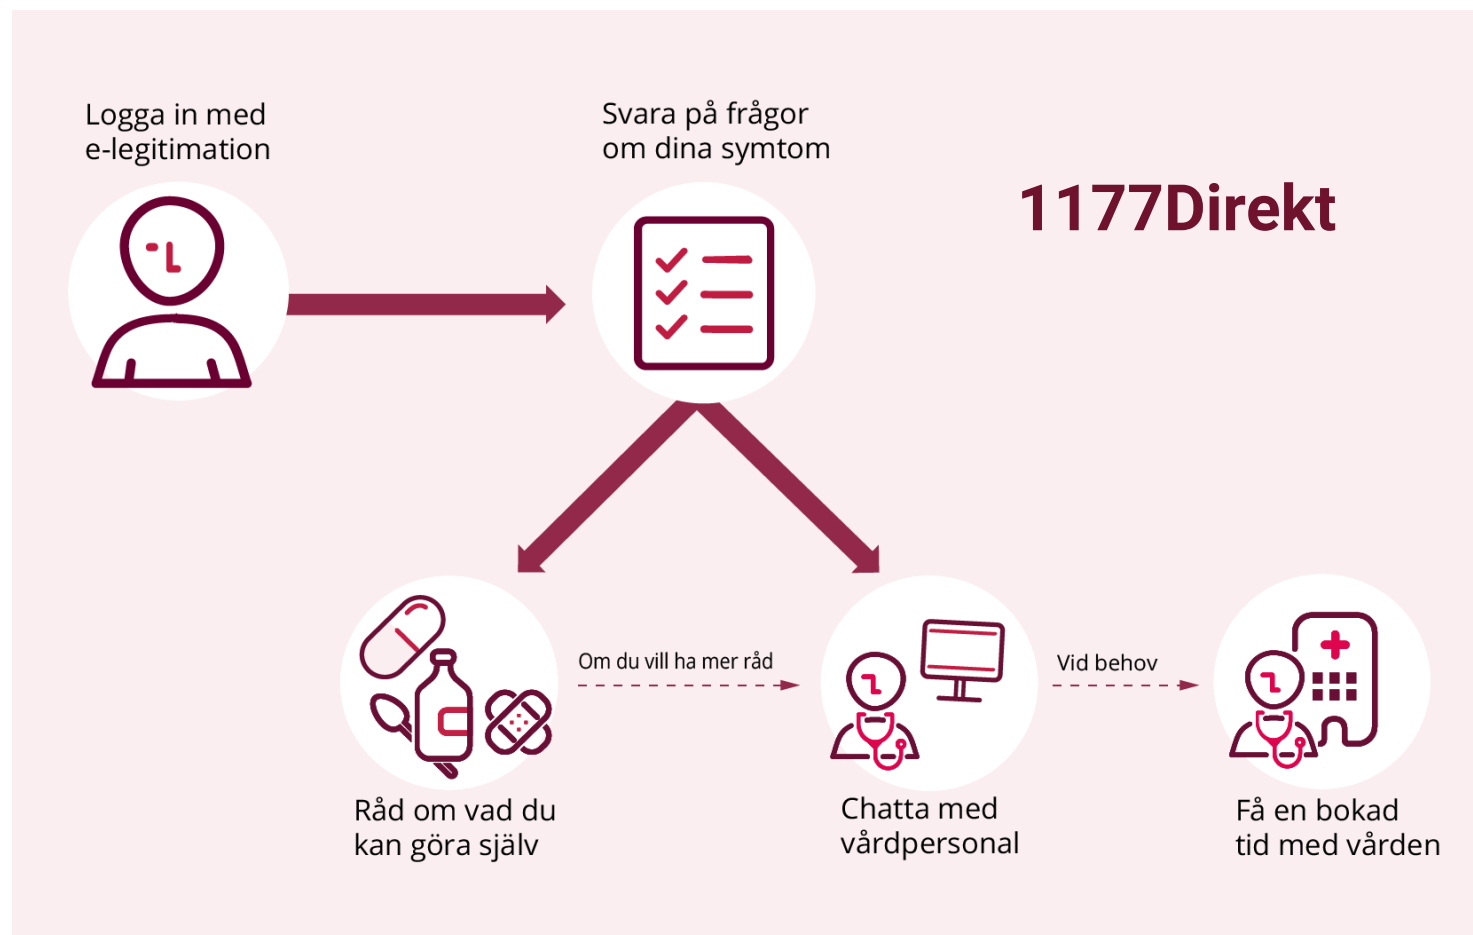 Logga in med
e-legitimation
Svara på frågor
om dina symtom
1177Direkt
Om du vill ha mer råd
Vid behov
Råd om vad du
kan göra själv
Chatta med
vårdpersonal
Få en bokad
tid med vården